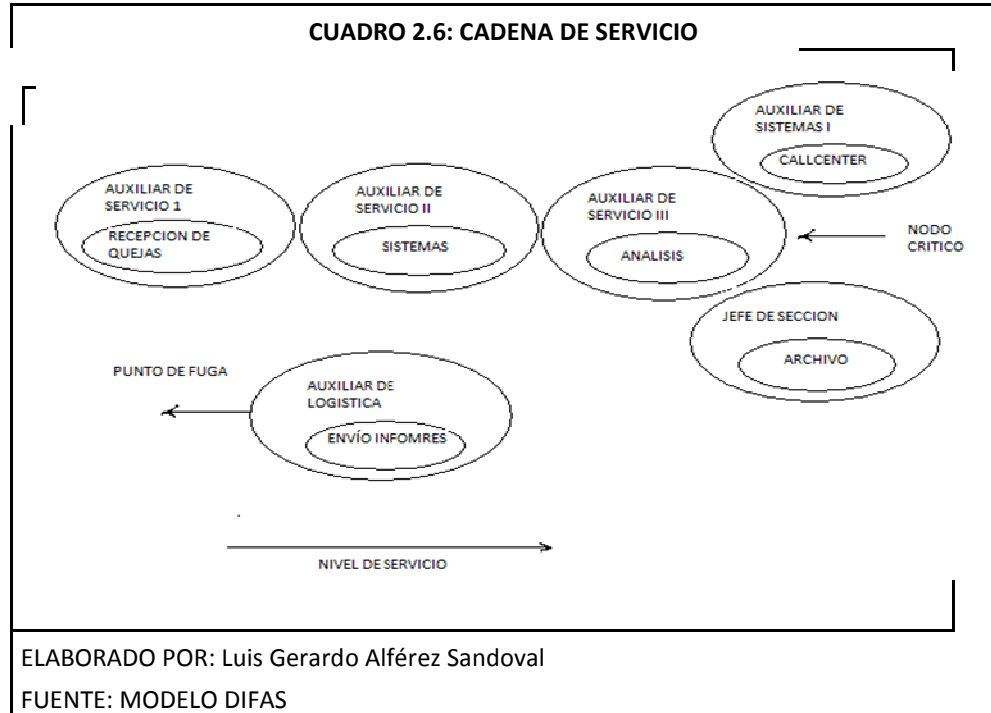 CUADRO 2.6: CADENA DE SERVICIO
AUXILIAR DE
SISTEMAS I
CALLCENTER
AUXILIAR DE
SERVICIO 1
RECEPCION DE
QUEJAS
AUXILIAR DE
SERVICIO II
SISTEMAS
AUXILIAR DE
SERVICIO III
ANALISIS
NODO
CRITICO
JEFE DE SECCION
ARCHIVO
PUNTO DE FUGA
AUXILIAR DE
LOGISTICA
ENVÍO INFOMRES
NIVEL DE SERVICIO
ELABORADO POR: Luis Gerardo Alférez Sandoval
FUENTE: MODELO DIFAS